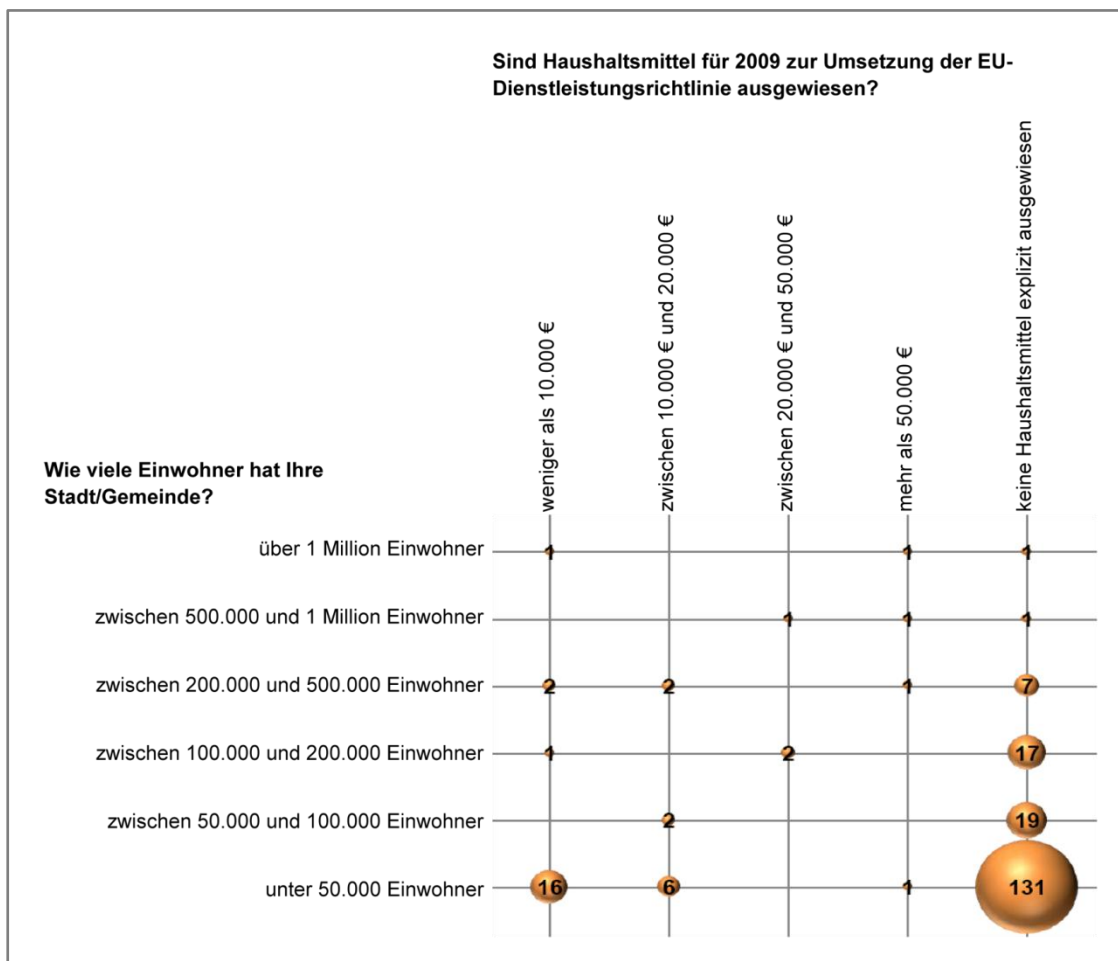 Sind Haushaltsmittel für 2009 zur Umsetzung der EU-
Dienstleistungsrichtlinie ausgewiesen?
weniger als 10.000 €
zwischen 10.000 € und 20.000 €
zwischen 20.000 € und 50.000 €
mehr als 50.000 €
keine Haushaltsmittel explizit ausgewiesen
Wie viele Einwohner hat Ihre
Stadt/Gemeinde?
über 1 Million Einwohner 1 1 1
zwischen 500.000 und 1 Million Einwohner 1 1 1
zwischen 200.000 und 500.000 Einwohner 2 2 1 7
zwischen 100.000 und 200.000 Einwohner 1 2 17
zwischen 50.000 und 100.000 Einwohner 2 19
unter 50.000 Einwohner 16 6 1 131